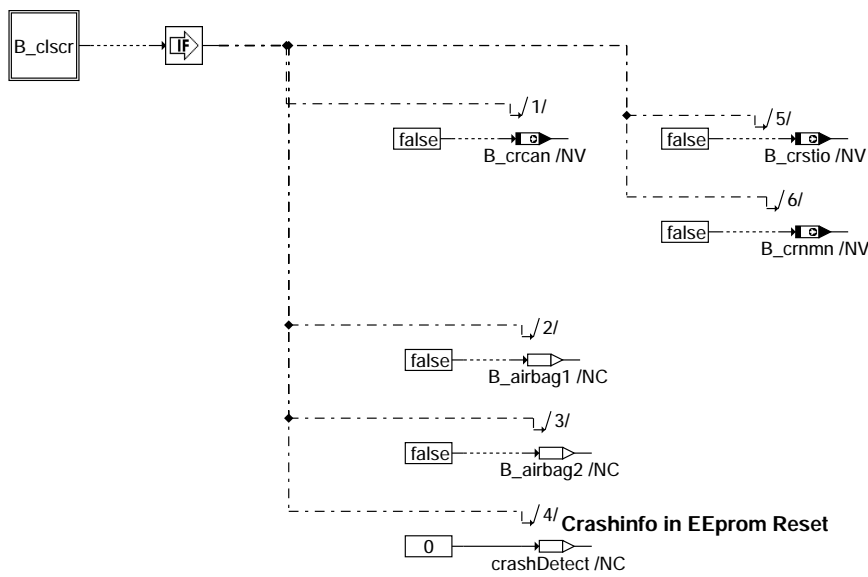 B_clscr
IF
/1/
false
B_crcan /NV
/5/
false
B_crstio /NV
/6/
false
B_crnmn /NV
/2/
false
B_airbag1 /NC
/3/
false
B_airbag2 /NC
/4/ Crashinfo in EEprom Reset
0
crashDetect /NC